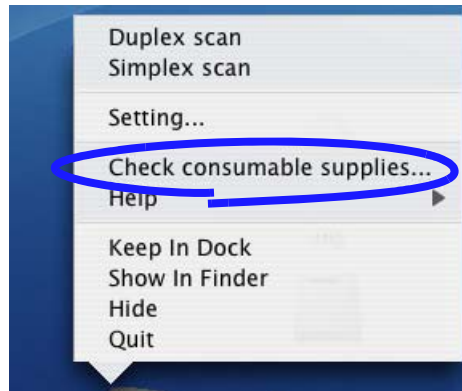 Duplex scan
Simplex scan
Setting...
Check consumable supplies...
Help
Keep In Dock
Show In Finder
Hide
Quit